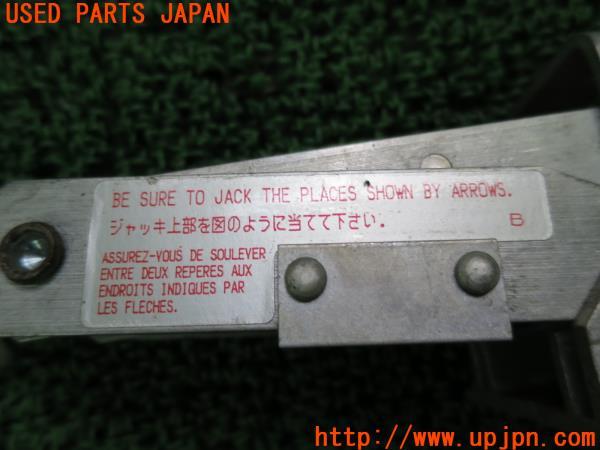 USED PARTS JAPAN
BE SURE TO JACK THE PLACES SHOWN BY ARROWS.
ジャッキ上部を図のように当てて下さい.
B
ASSUREZ-VOUS DE SOULEVER
ENTRE DEUX REPERES AUX
ENDROITS INDIQUES PAR
LES FLECHES.
UPJ
www.upjpn.com